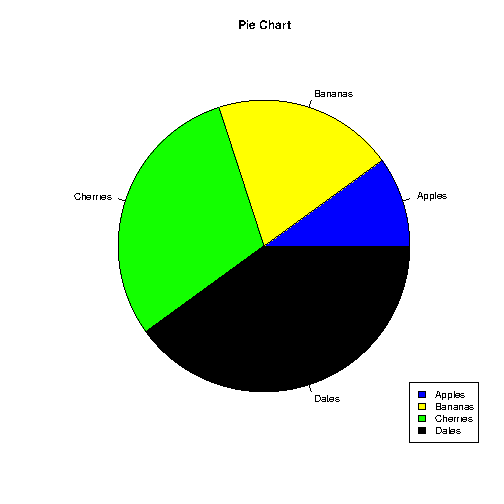 Pie Chart
Bananas
Cherries
Apples
Dates
Apples
Bananas
Cherries
Dates